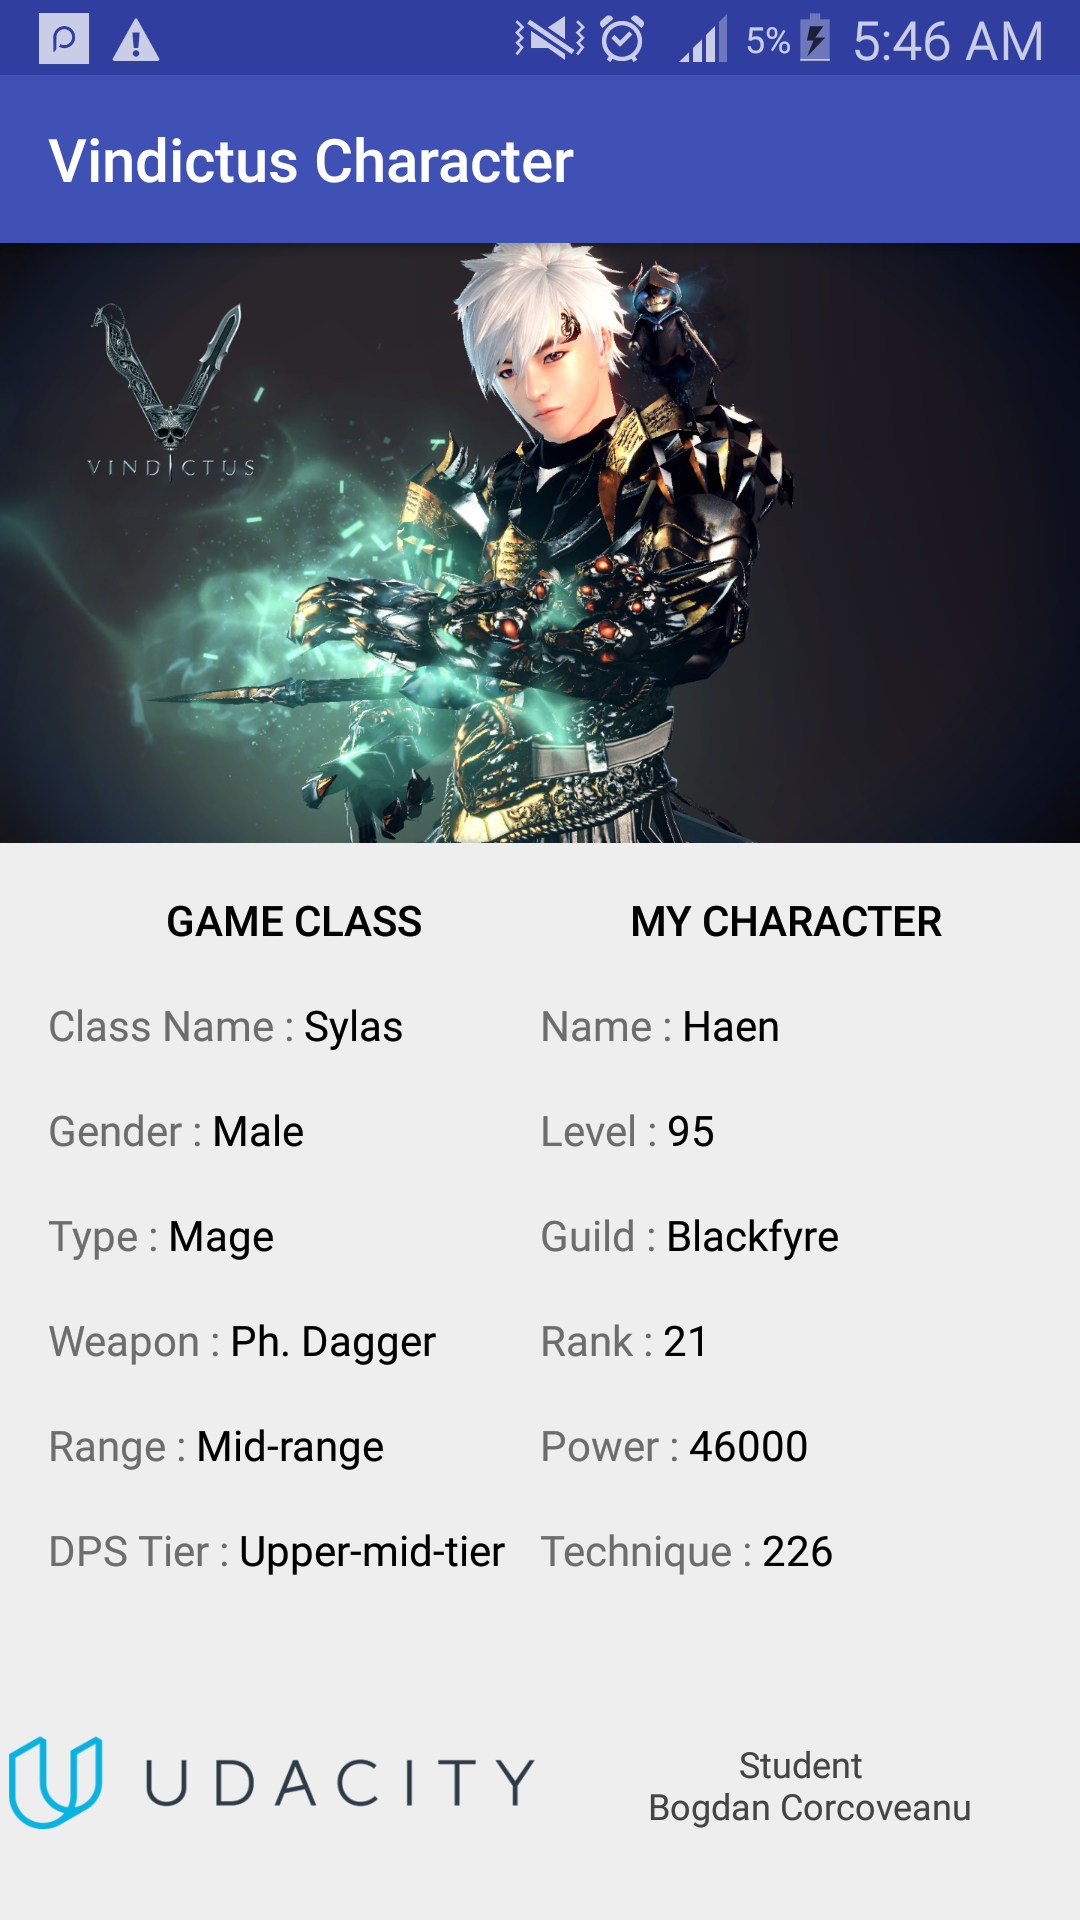 5% 5:46 AM
Vindictus Character
VINDICTUS
GAME CLASS MY CHARACTER
Class Name : Sylas Name : Haen
Gender : Male Level : 95
Type : Mage Guild : Blackfyre
Weapon : Ph. Dagger Rank : 21
Range : Mid-range Power : 46000
DPS Tier : Upper-mid-tier Technique : 226
UDACITY Student
Bogdan Corcoveanu